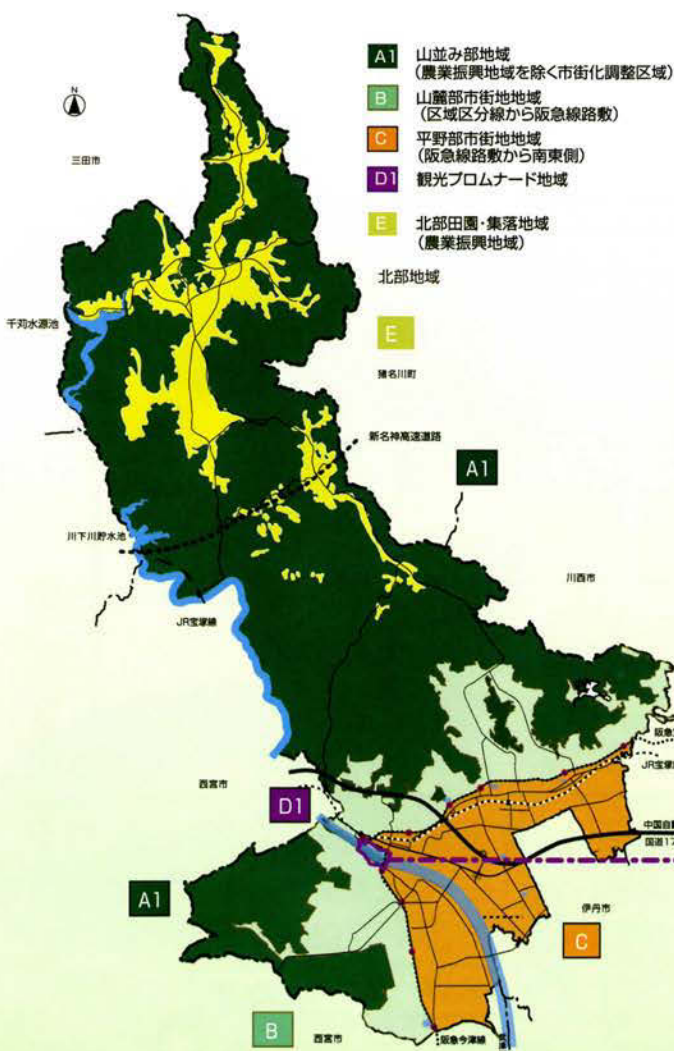 A1 山並み部地域
(農業振興地域を除く市街化調整区域)
B 山麓部市街地地域
(区域区分線から阪急線路敷)
C 平野部市街地地域
(阪急線路敷から南東側)
D1 観光プロムナード地域
E 北部田園・集落地域
(農業振興地域)
N
三田市
北部地域
千苅水源池
E
猪名川町
新名神高速道路
A1
川下川貯水池
川西市
JR宝塚線
阪急
JR宝塚
西宮市
D1
中国自動
国道17
A1
伊丹市
C
B
西宮市
阪急今津線